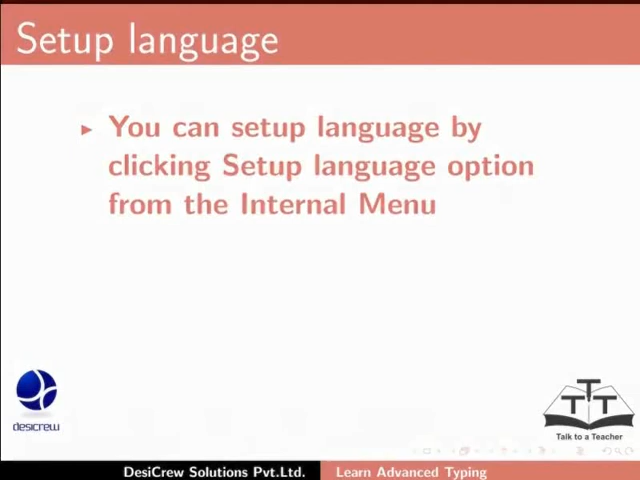 Setup language
You can setup language by
clicking Setup language option
from the Internal Menu
desicrew
TTT
Talk to a Teacher
DesiCrew Solutions Pvt.Ltd. Learn Advanced Typing